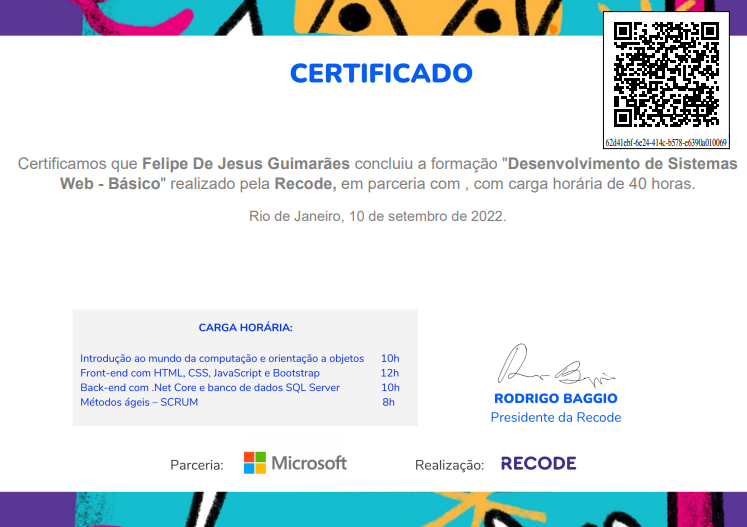 CERTIFICADO
62d41ebf-6e24-414c-b578-e6390a010069
Certificamos que Felipe De Jesus Guimarães concluiu a formação "Desenvolvimento de Sistemas
Web - Básico" realizado pela Recode, em parceria com , com carga horária de 40 horas.
Rio de Janeiro, 10 de setembro de 2022.
CARGA HORÁRIA:
Introdução ao mundo da computação e orientação a objetos 10h
Front-end com HTML, CSS, JavaScript e Bootstrap 12h
Back-end com .Net Core e banco de dados SQL Server 10h
Métodos ágeis – SCRUM 8h
RODRIGO BAGGIO
Presidente da Recode
Parceria: Microsoft Realização: RECODE